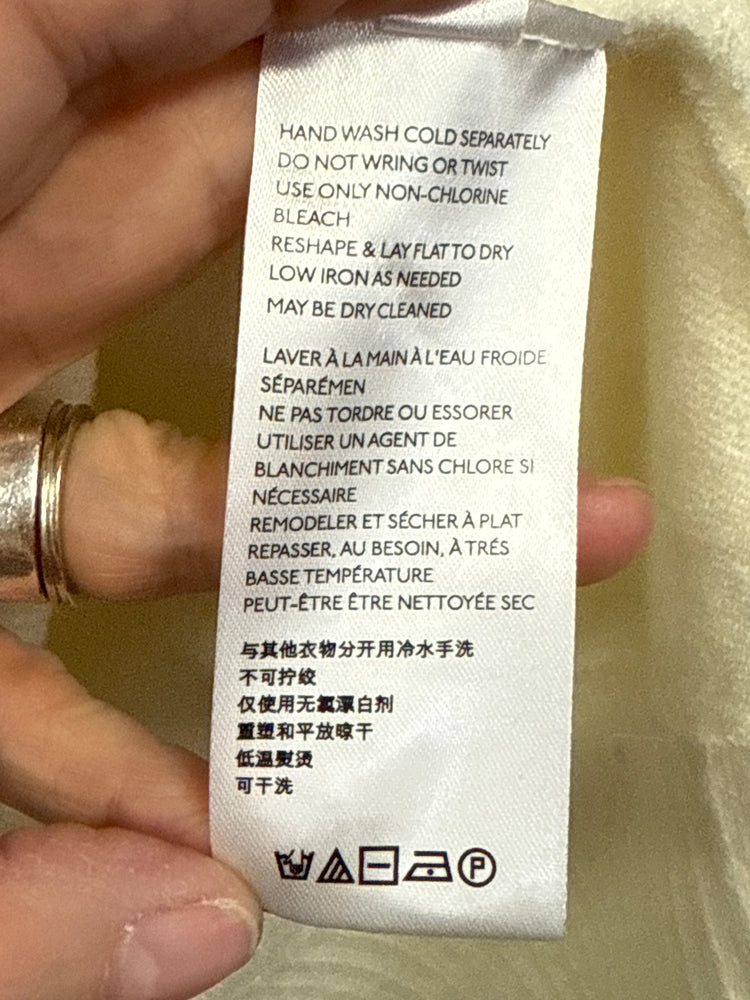 HAND WASH COLD SEPARATELY
DO NOT WRING OR TWIST
USE ONLY NON-CHLORINE
BLEACH
RESHAPE & LAY FLAT TO DRY
LOW IRON AS NEEDED
MAY BE DRY CLEANED
LAVER À LA MAIN À L'EAU FROIDE
SÉPARÉMEN
NE PAS TORDRE OU ESSORER
UTILISER UN AGENT DE
BLANCHIMENT SANS CHLORE SI
NÉCESSAIRE
REMODELER ET SÉCHER À PLAT
REPASSER, AU BESOIN, À TRÉS
BASSE TEMPÉRATURE
PEUT-ÊTRE ÊTRE NETTOYÉE SEC
与其他衣物分开用冷水手洗
不可拧绞
仅使用无氯漂白剂
重塑和平放晾干
低温熨烫
可干洗
P